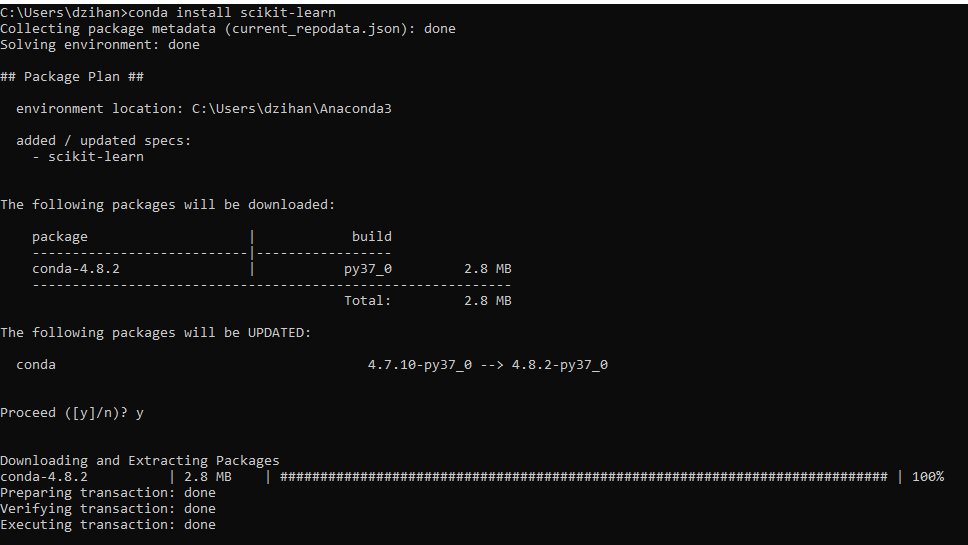 C:\Users\dzihan>conda install scikit-learn
Collecting package metadata (current_repodata.json): done
Solving environment: done
## Package Plan ##
environment location: C:\Users\dzihan\Anaconda3
added / updated specs:
- scikit-learn
The following packages will be downloaded:
package | build
---------------------------|-----------------
conda-4.8.2 | py37_0 2.8 MB
------------------------------------------------------------
Total: 2.8 MB
The following packages will be UPDATED:
conda 4.7.10-py37_0 --> 4.8.2-py37_0
Proceed ([y]/n)? y
Downloading and Extracting Packages
conda-4.8.2 | 2.8 MB | ############################################################################ | 100%
Preparing transaction: done
Verifying transaction: done
Executing transaction: done